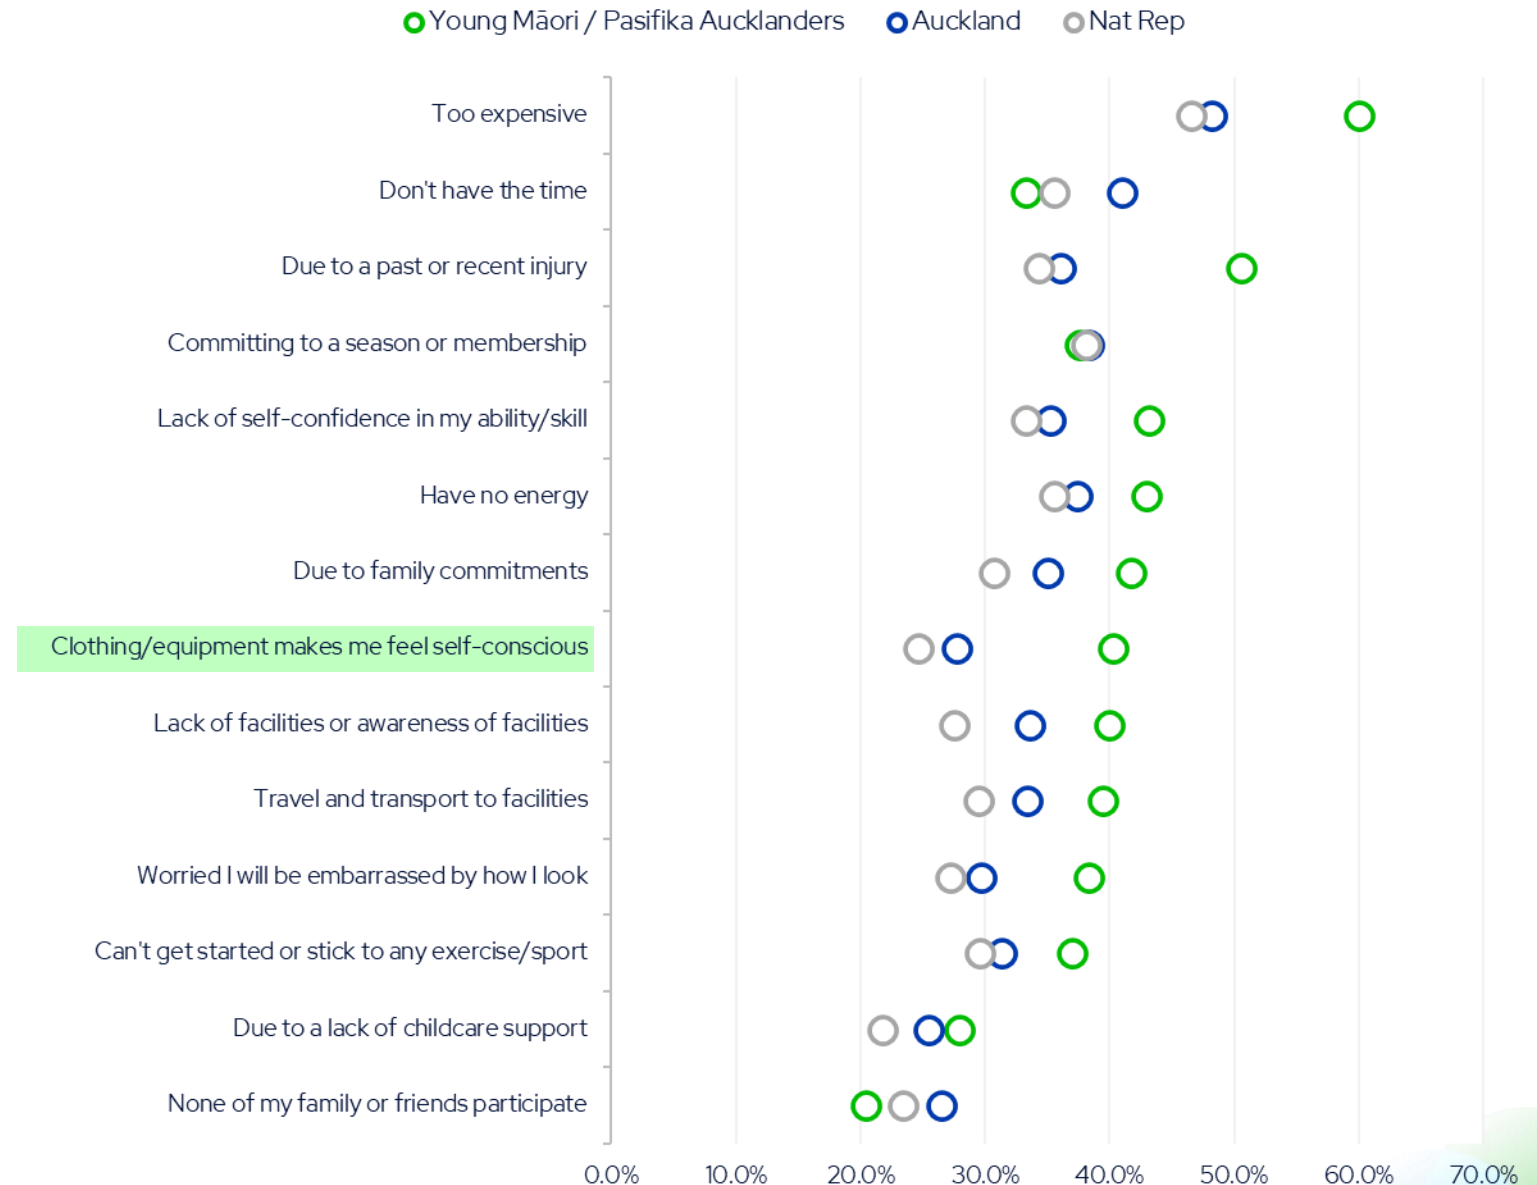 Young Māori / Pasifika Aucklanders Auckland Nat Rep
Too expensive
Don't have the time
Due to a past or recent injury
Committing to a season or membership
Lack of self-confidence in my ability/skill
Have no energy
Due to family commitments
Clothing/equipment makes me feel self-conscious
Lack of facilities or awareness of facilities
Travel and transport to facilities
Worried I will be embarrassed by how I look
Can't get started or stick to any exercise/sport
Due to a lack of childcare support
None of my family or friends participate
0.0% 10.0% 20.0% 30.0% 40.0% 50.0% 60.0% 70.0%